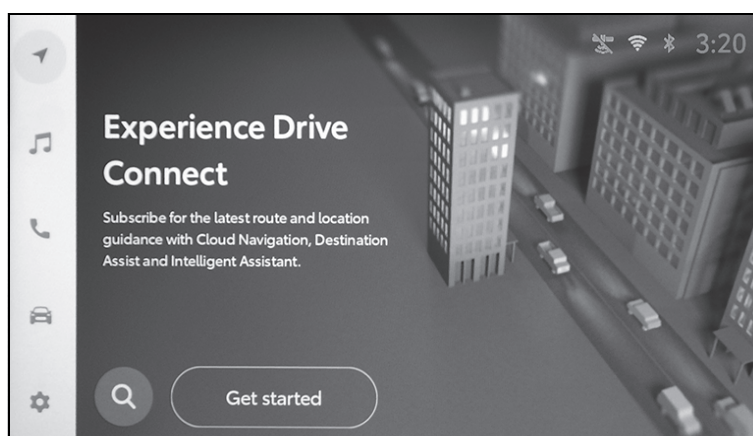 3:20
Experience Drive
Connect
Subscribe for the latest route and location
guidance with Cloud Navigation, Destination
Assist and Intelligent Assistant.
Get started